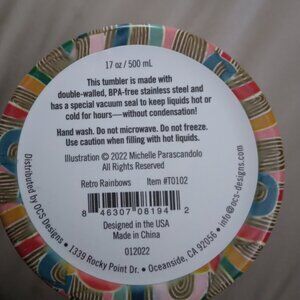 17 oz / 500 mL
This tumbler is made with
double-walled, BPA-free stainless steel and
has a special vacuum seal to keep liquids hot or
cold for hours—without condensation!
Hand wash. Do not microwave. Do not freeze.
Use caution when filling with hot liquids.
Illustration © 2022 Michelle Parascandolo
All Rights Reserved
Retro Rainbows Item #TO102
8 46307 08194 2
Designed in the USA
Made in China
012022
Distributed by OCS Designs • 1339 Rocky Point Dr. • Oceanside, CA 92056 • info@ocs-designs.com